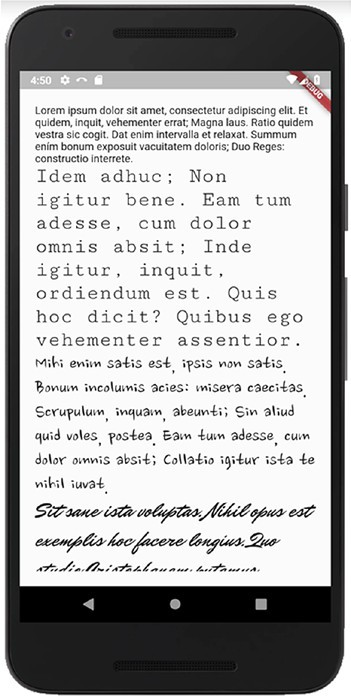 4:50
DEBUG
Lorem ipsum dolor sit amet, consectetur adipiscing elit. Et
quidem, inquit, vehementer errat; Magna laus. Ratio quidem
vestra sic cogit. Dat enim intervalla et relaxat. Summum
ením bonum exposuit vacuitatem doloris; Duo Reges:
constructio interrete.
Idem adhuc; Non
igitur bene. Eam tum
adesse, cum dolor
omnis absit; Inde
igitur, inquit,
ordiendum est. Quis
hoc dicit? Quibus ego
vehementer assentior.
Mihi enim satis est, ipsis non satis.
Bonum incolumis acies: misera caecitas.
Scrupulum, inquam, abeunti; Sin aliud
quid voles, postea. Eam tum adesse, cum
dolor omnis absit; Collatio igitur ista te
nihil iuvat.
Sit sane ista voluptas. Nihil opus est
exemplis hoc facere longius. Duo